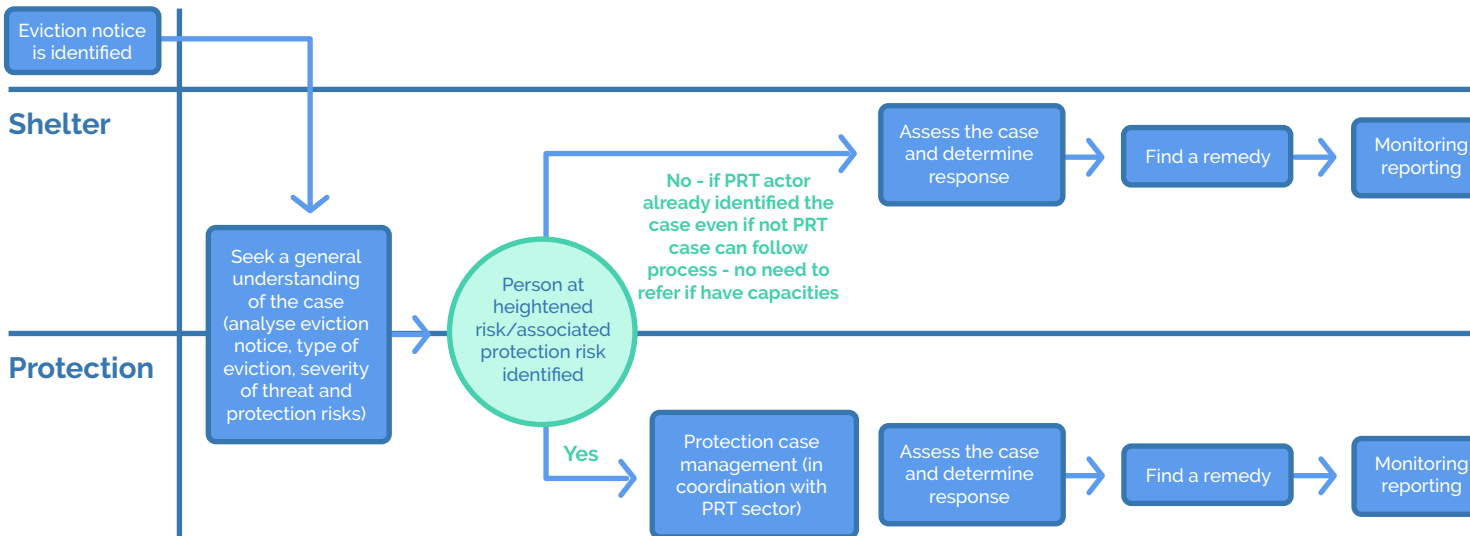 Eviction notice
is identified
Shelter
Seek a general
understanding
of the case
(analyse eviction
notice, type of
eviction, severity
of threat and
protection risks)
Person at
heightened
risk/associated
protection risk
identified
No - if PRT actor
already identified the
case even if not PRT
case can follow
process - no need to
refer if have capacities
Assess the case
and determine
response
Find a remedy
Monitoring
reporting
Protection
Yes
Protection case
management (in
coordination with
PRT sector)
Assess the case
and determine
response
Find a remedy
Monitoring
reporting